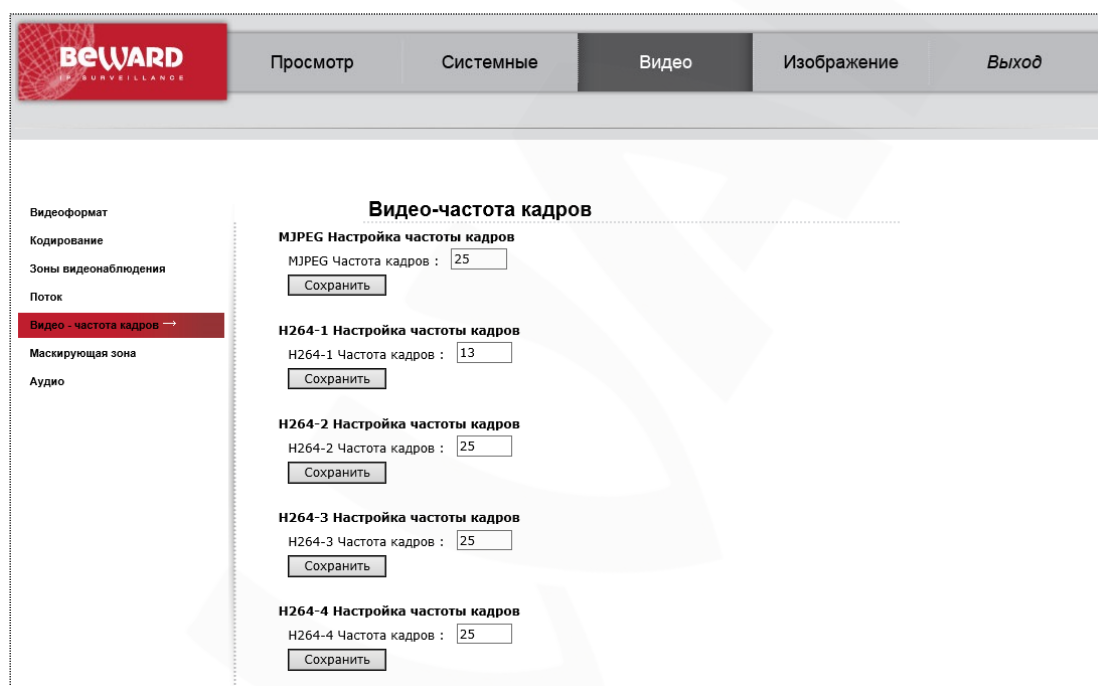 BEWARD
IP SURVEILLANCE
Просмотр Системные Видео Изображение Выход
Видеоформат
Кодирование
Зоны видеонаблюдения
Поток
Видео - частота кадров →
Маскирующая зона
Аудио
Видео-частота кадров
MJPEG Настройка частоты кадров
MJPEG Частота кадров : 25
Сохранить
H264-1 Настройка частоты кадров
H264-1 Частота кадров : 13
Сохранить
H264-2 Настройка частоты кадров
H264-2 Частота кадров : 25
Сохранить
H264-3 Настройка частоты кадров
H264-3 Частота кадров : 25
Сохранить
H264-4 Настройка частоты кадров
H264-4 Частота кадров : 25
Сохранить